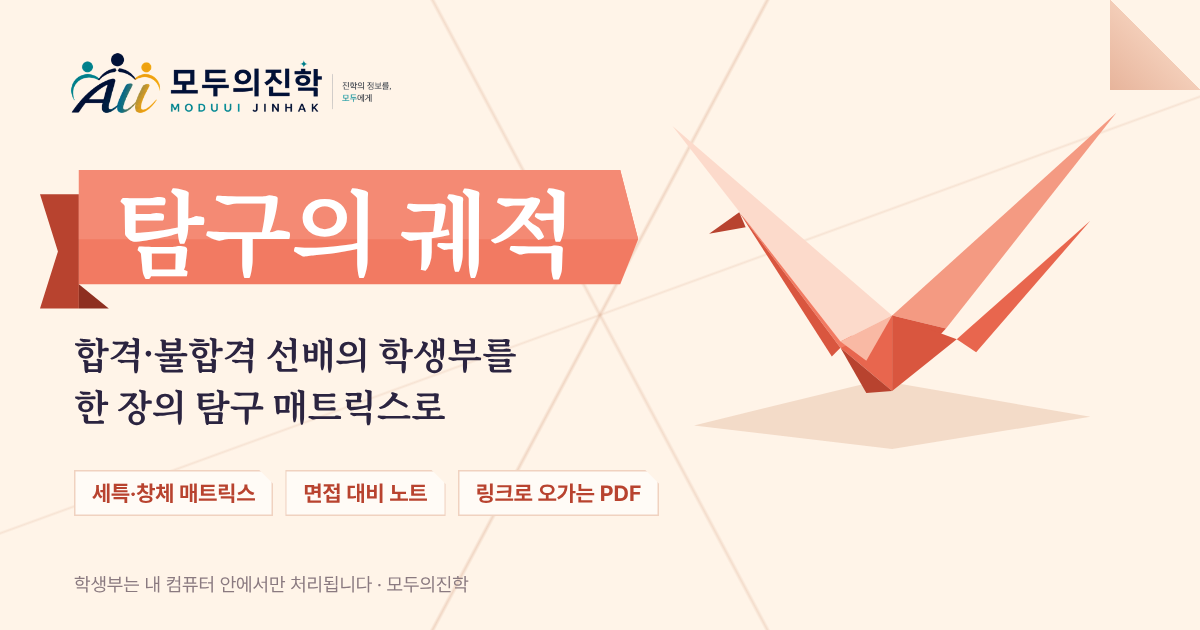 모두의진학
MODUUI JINHAK
진학의 정보를,
모두에게
탐구의 궤적
합격·불합격 선배의 학생부를
한 장의 탐구 매트릭스로
세특·창체 매트릭스
면접 대비 노트
링크로 오가는 PDF
학생부는 내 컴퓨터 안에서만 처리됩니다 · 모두의진학